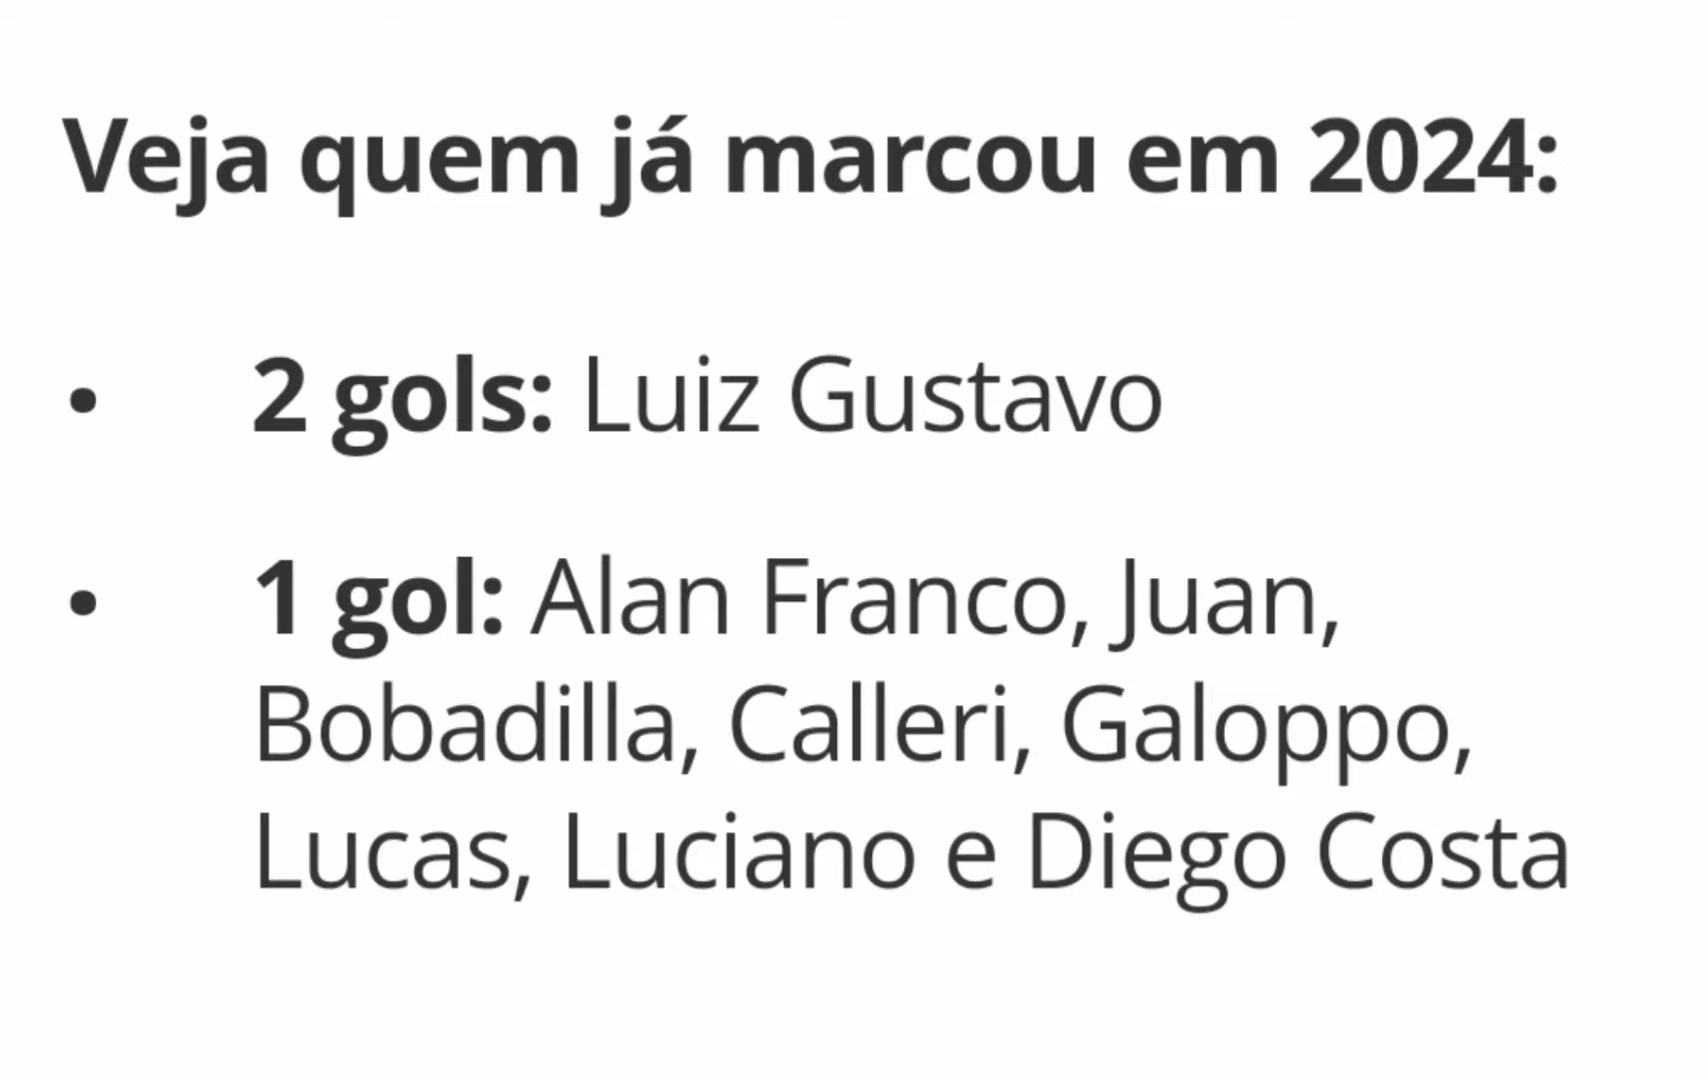 Veja quem já marcou em 2024:
• 2 gols: Luiz Gustavo
• 1 gol: Alan Franco, Juan,
Bobadilla, Calleri, Galoppo,
Lucas, Luciano e Diego Costa